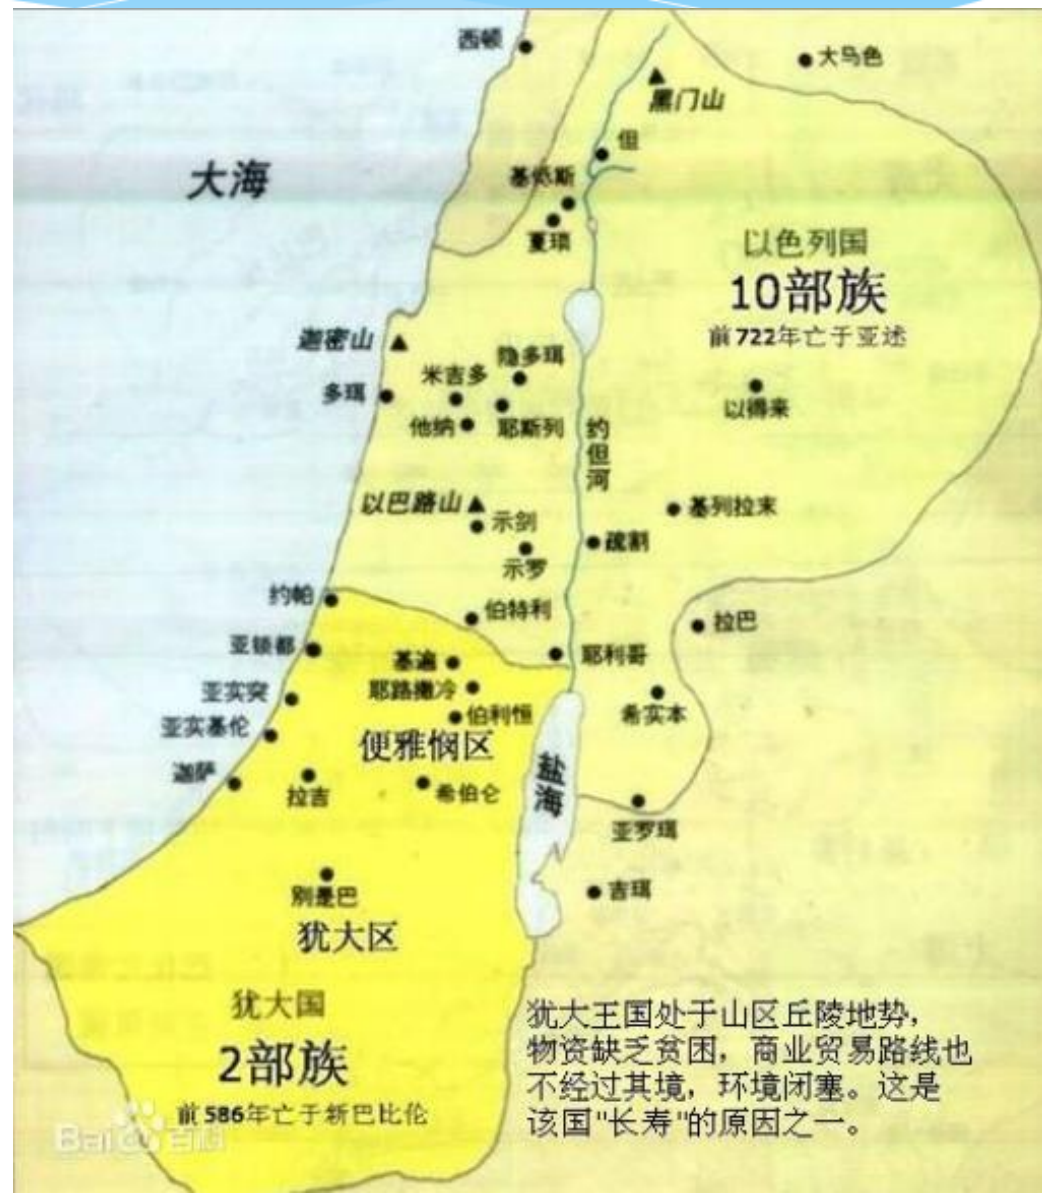 西顿
大马色
黑门山
但
大海
基低斯
夏琐
以色列国
10部族
前722年亡于亚述
迦密山
隐多珥
米吉多
多珥
以得来
他纳
耶斯列
约但河
以巴路山
基列拉末
示剑
疏割
示罗
约帕
伯特利
拉巴
亚锁都
基遍
耶利哥
耶路撒冷
亚实突
希实本
伯利恒
亚实基伦
便雅悯区
盐海
迦萨
拉吉
希伯仑
亚罗珥
别是巴
吉珥
犹大区
犹大国
2部族
前586年亡于新巴比伦
犹大王国处于山区丘陵地势，
物资缺乏贫困，商业贸易路线也
不经过其境，环境闭塞。这是
该国"长寿"的原因之一。
Bai 百科